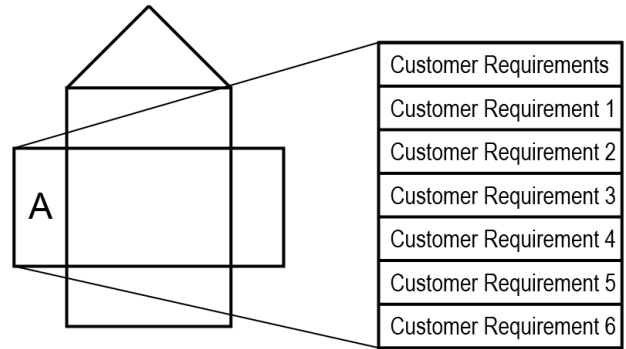 A
Customer Requirements
Customer Requirement 1
Customer Requirement 2
Customer Requirement 3
Customer Requirement 4
Customer Requirement 5
Customer Requirement 6